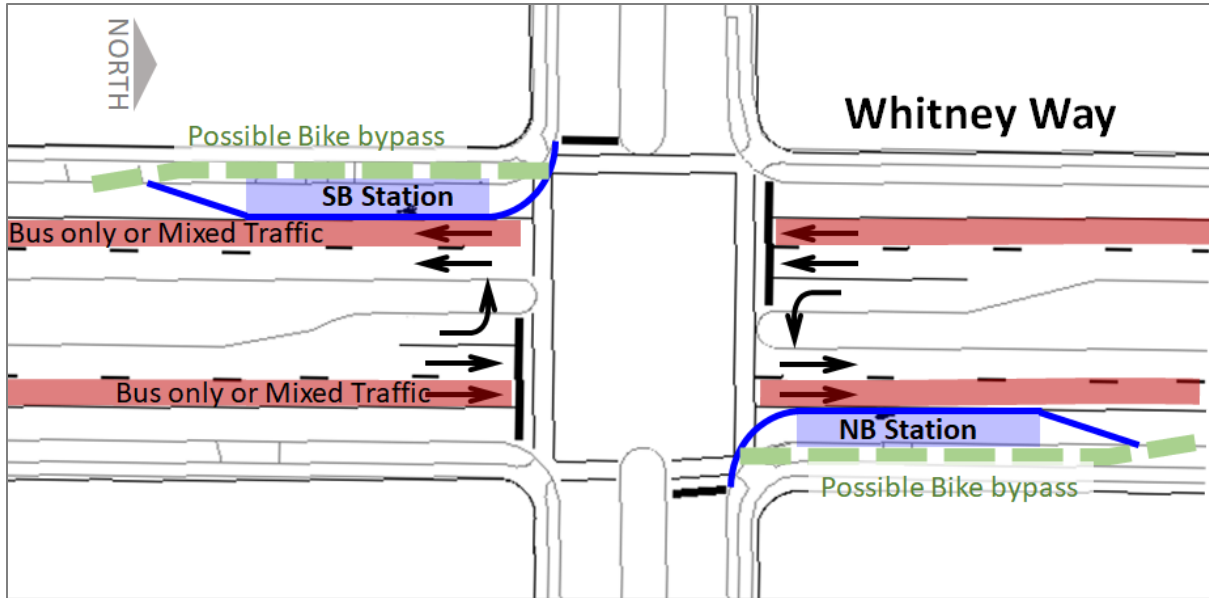 NORTH
Whitney Way
Possible Bike bypass
SB Station
Bus only or Mixed Traffic
Bus only or Mixed Traffic
NB Station
Possible Bike bypass